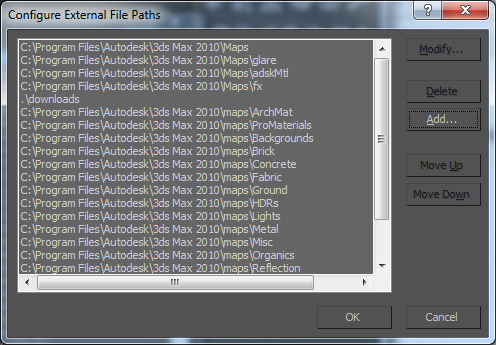 Configure External File Paths
C:\Program Files\Autodesk\3ds Max 2010\Maps
C:\Program Files\Autodesk\3ds Max 2010\Maps\glare
C:\Program Files\Autodesk\3ds Max 2010\Maps\adskMtl
C:\Program Files\Autodesk\3ds Max 2010\Maps\fx
.\downloads
C:\Program Files\Autodesk\3ds Max 2010\maps\ArchMat
C:\Program Files\Autodesk\3ds Max 2010\maps\ProMaterials
C:\Program Files\Autodesk\3ds Max 2010\maps\Backgrounds
C:\Program Files\Autodesk\3ds Max 2010\maps\Brick
C:\Program Files\Autodesk\3ds Max 2010\maps\Concrete
C:\Program Files\Autodesk\3ds Max 2010\maps\Fabric
C:\Program Files\Autodesk\3ds Max 2010\maps\Ground
C:\Program Files\Autodesk\3ds Max 2010\maps\HDRs
C:\Program Files\Autodesk\3ds Max 2010\maps\Lights
C:\Program Files\Autodesk\3ds Max 2010\maps\Metal
C:\Program Files\Autodesk\3ds Max 2010\maps\Misc
C:\Program Files\Autodesk\3ds Max 2010\maps\Organics
C:\Program Files\Autodesk\3ds Max 2010\maps\Reflection
Modify...
Delete
Add...
Move Up
Move Down
OK
Cancel